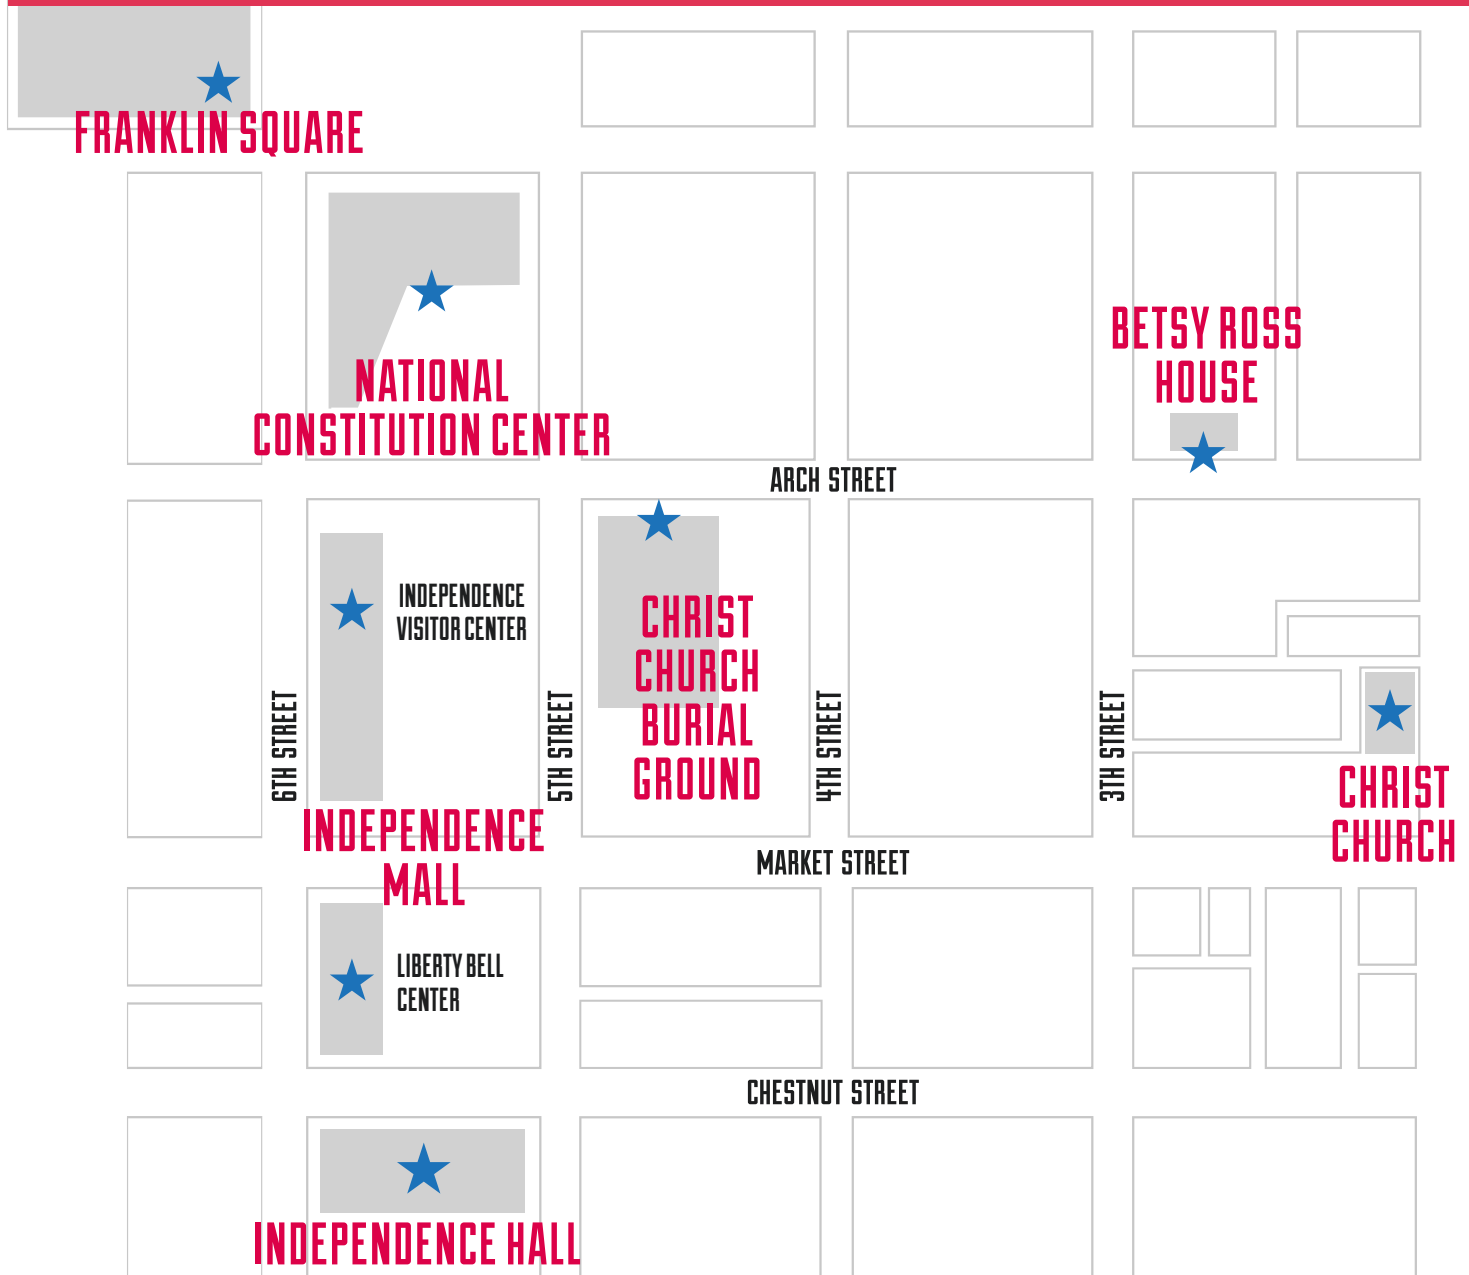 FRANKLIN SQUARE
NATIONAL
CONSTITUTION CENTER
BETSY ROSS
HOUSE
ARCH STREET
INDEPENDENCE
VISITOR CENTER
CHRIST
CHURCH
BURIAL
GROUND
6TH STREET
5TH STREET
4TH STREET
3TH STREET
CHRIST
CHURCH
INDEPENDENCE
MALL
MARKET STREET
LIBERTY BELL
CENTER
CHESTNUT STREET
INDEPENDENCE HALL